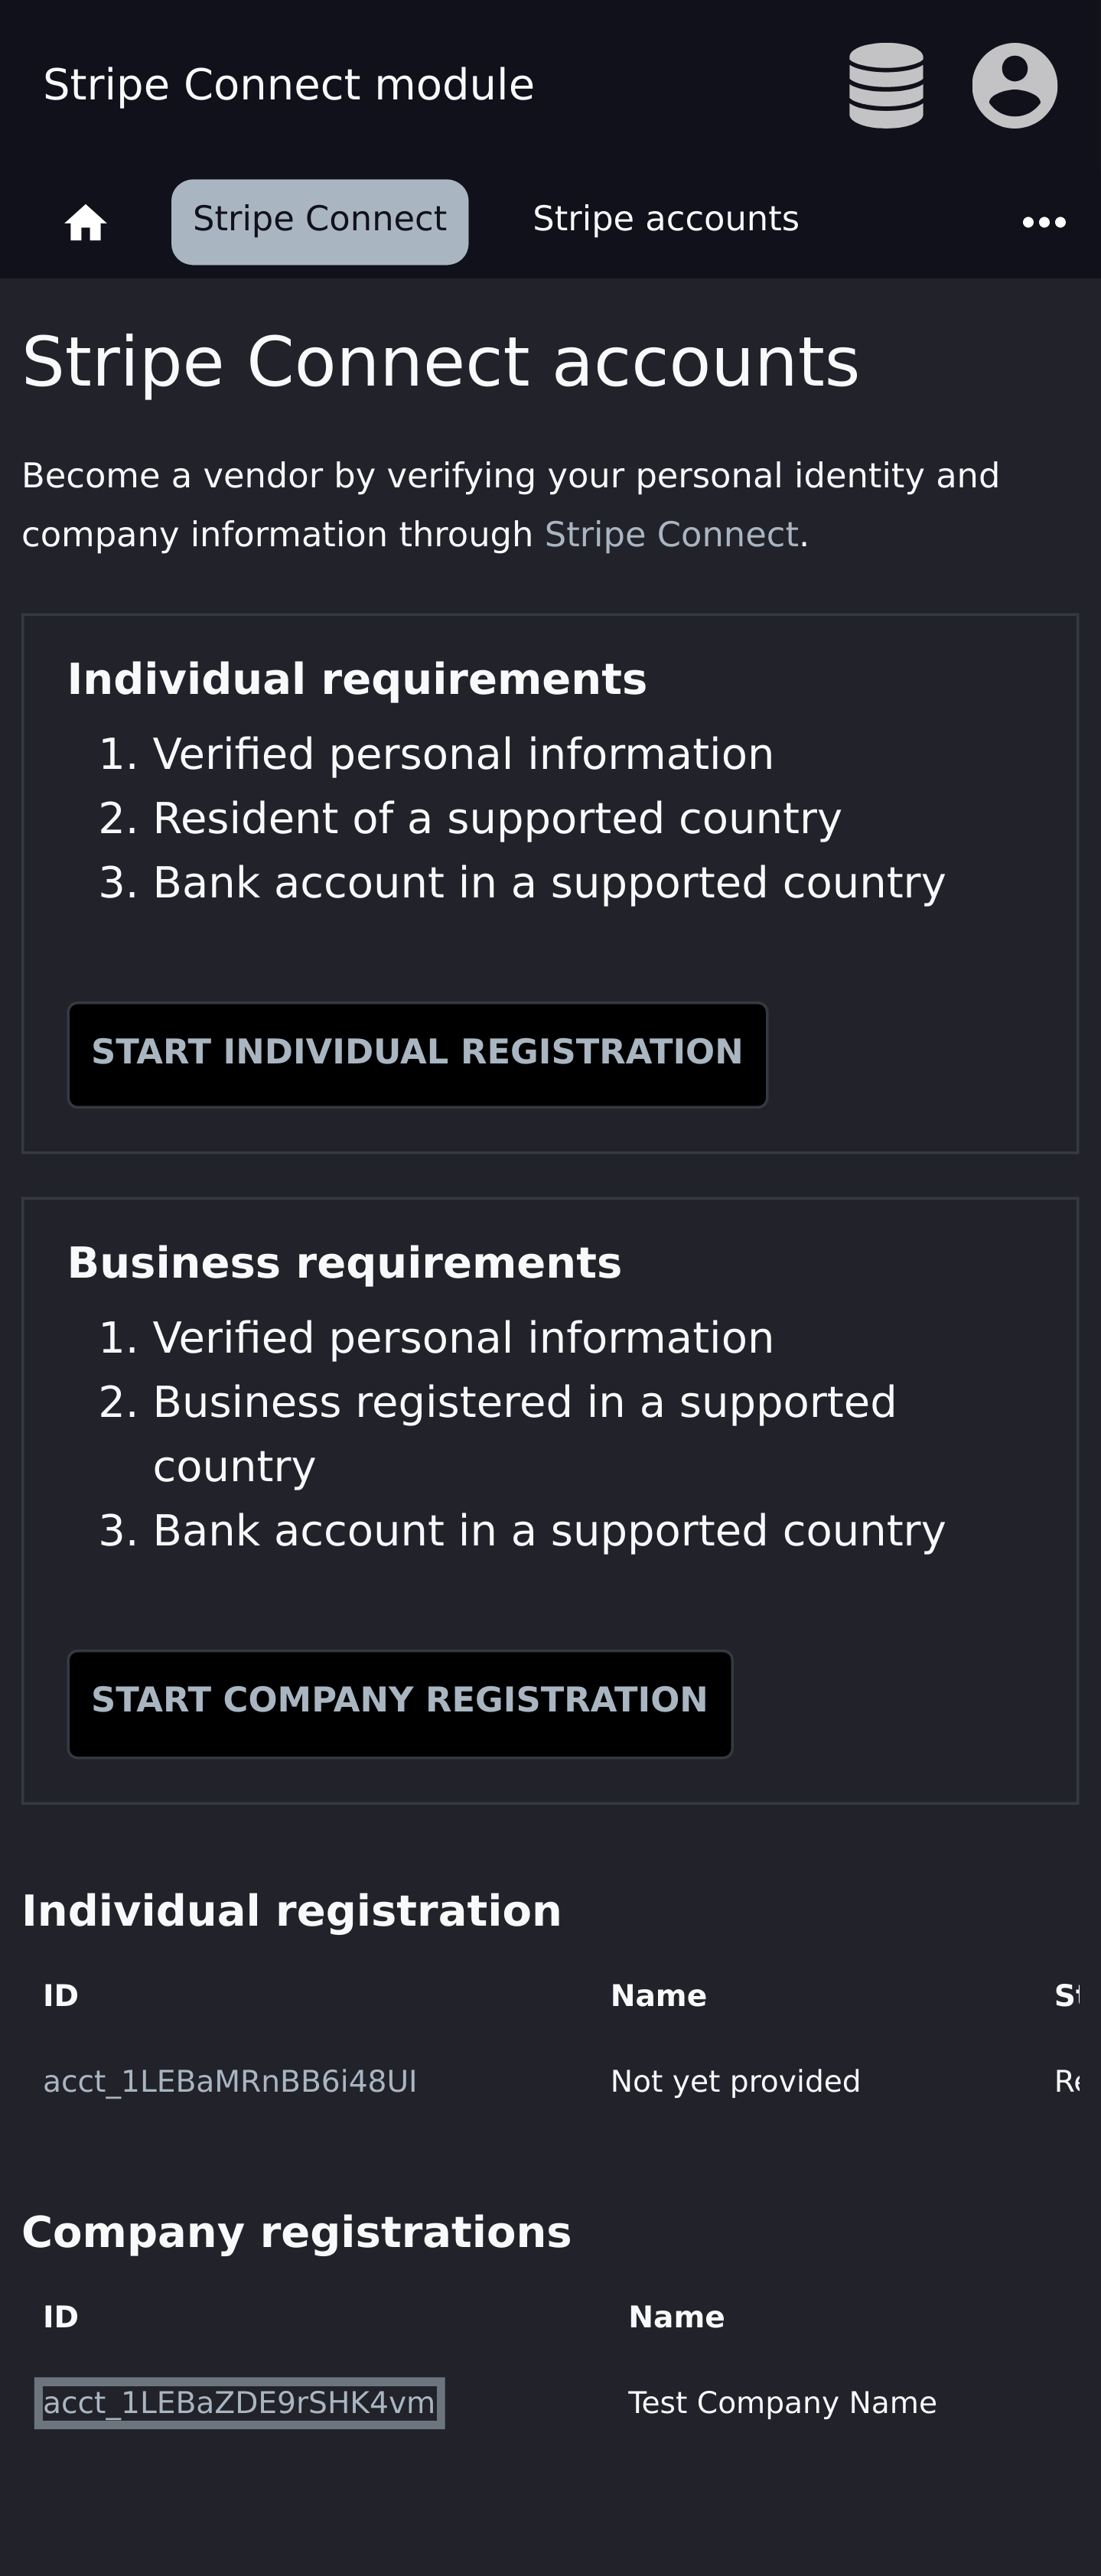 Stripe Connect module
Stripe Connect Stripe accounts
Stripe Connect accounts
Become a vendor by verifying your personal identity and
company information through Stripe Connect.
Individual requirements
1. Verified personal information
2. Resident of a supported country
3. Bank account in a supported country
START INDIVIDUAL REGISTRATION
Business requirements
1. Verified personal information
2. Business registered in a supported
country
3. Bank account in a supported country
START COMPANY REGISTRATION
Individual registration
ID Name
acct_1LEBaMRnBB6i48UI Not yet provided
Company registrations
ID Name
acct_1LEBaZDE9rSHK4vm Test Company Name